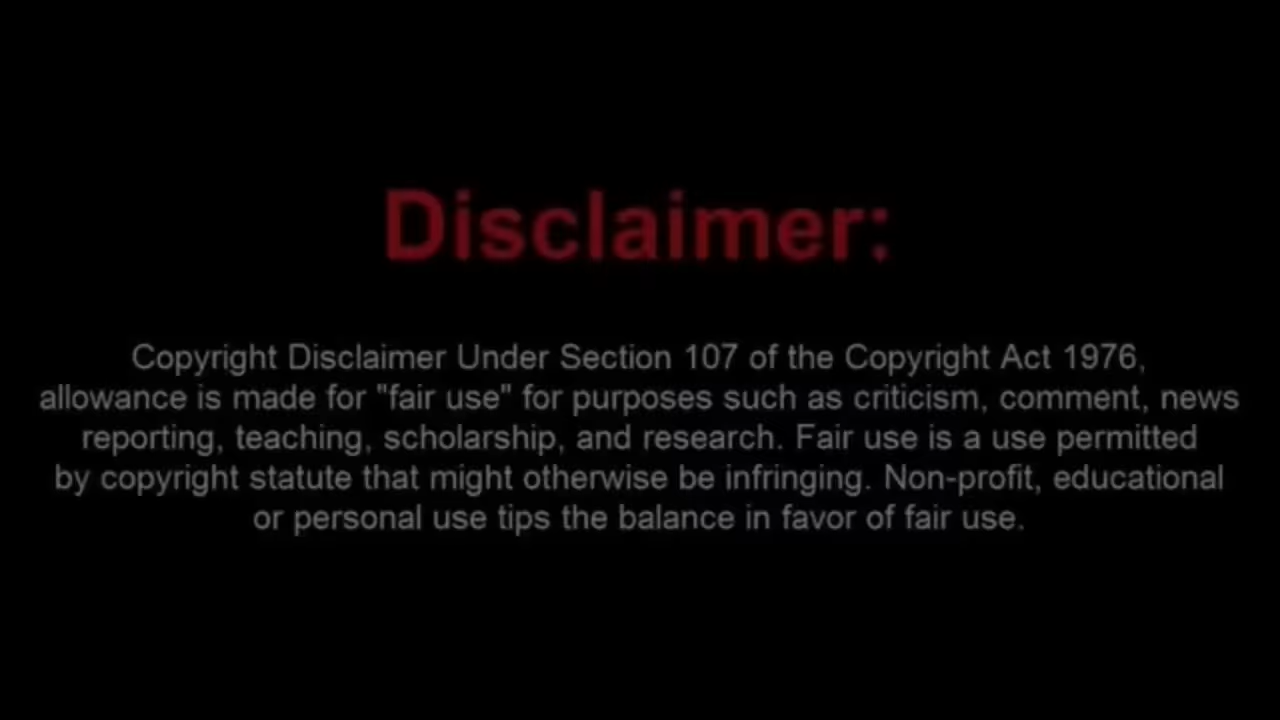 Disclaimer:
Copyright Disclaimer Under Section 107 of the Copyright Act 1976,
allowance is made for "fair use" for purposes such as criticism, comment, news
reporting, teaching, scholarship, and research. Fair use is a use permitted
by copyright statute that might otherwise be infringing. Non-profit, educational
or personal use tips the balance in favor of fair use.